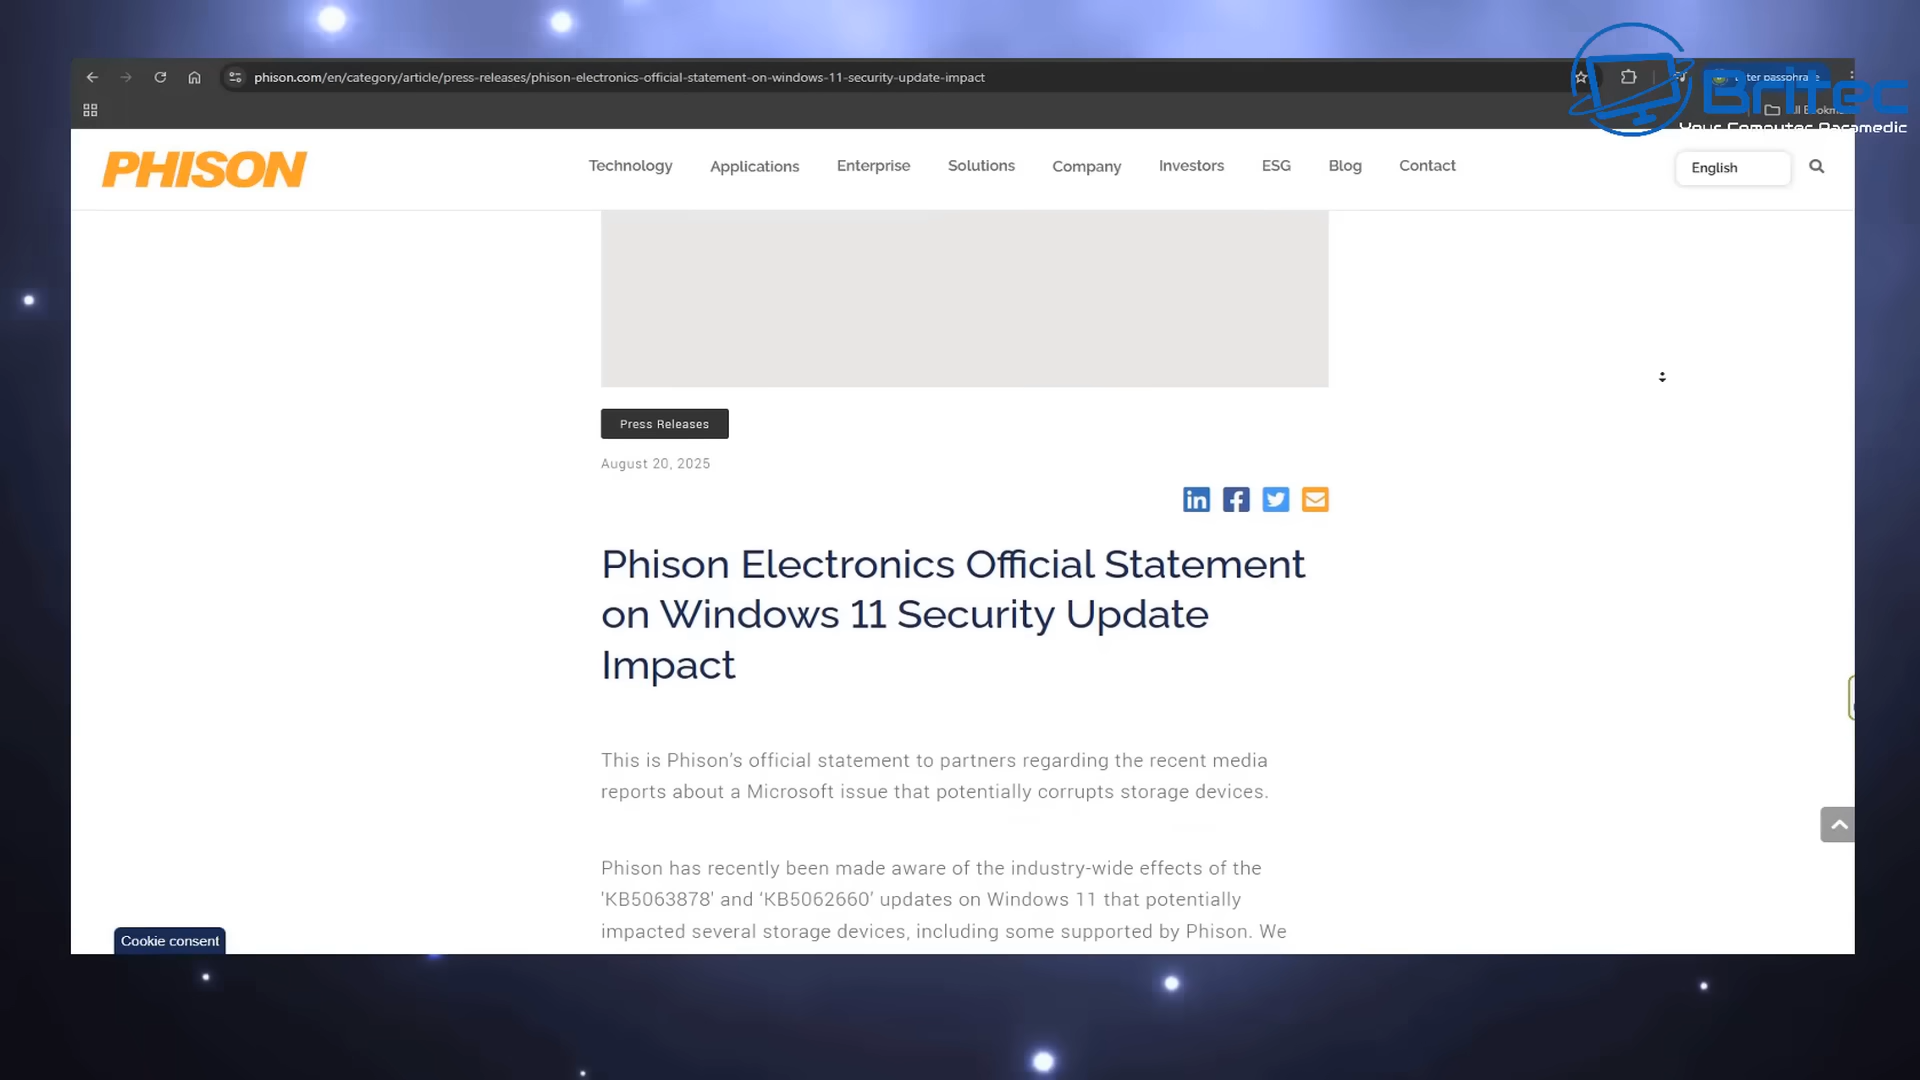 phison.com/en/category/article/press-releases/phison-electronics-official-statement-on-windows-11-security-update-impact
Britec
Your Computer Paramedic
PHISON
Technology
Applications
Enterprise
Solutions
Company
Investors
ESG
Blog
Contact
English
Press Releases
August 20, 2025
Phison Electronics Official Statement
on Windows 11 Security Update
Impact
This is Phison’s official statement to partners regarding the recent media
reports about a Microsoft issue that potentially corrupts storage devices.
Phison has recently been made aware of the industry-wide effects of the
‘KB5063878’ and ‘KB5062660’ updates on Windows 11 that potentially
impacted several storage devices, including some supported by Phison. We
Cookie consent